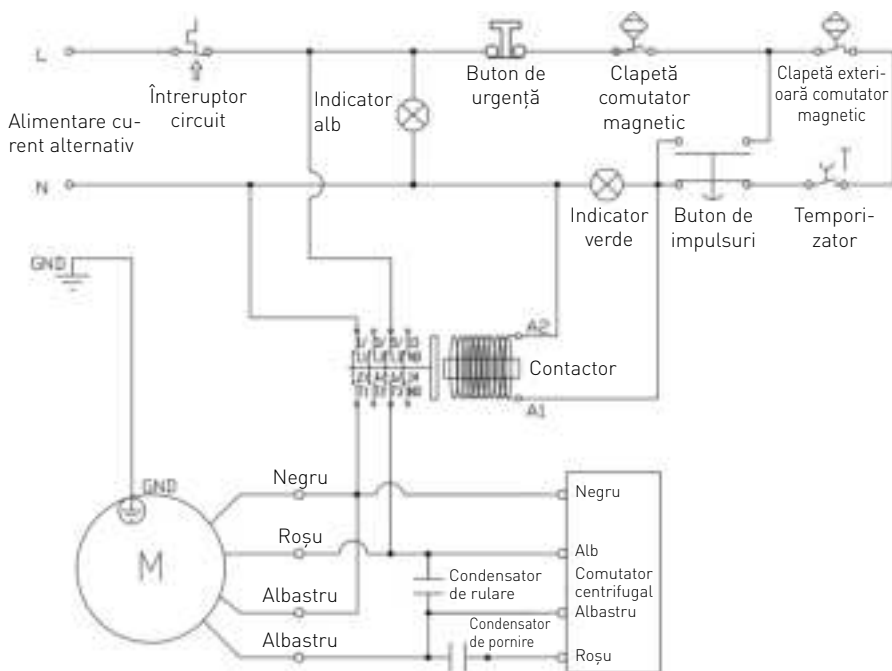 L
Întreruptor
circuit
Indicator
alb
Buton de
urgență
Clapetă
comutator
magnetic
Clapetă exteri-
oară comutator
magnetic
Alimentare cu-
rent alternativ
N
Indicator
verde
Buton de
impulsuri
Tempori-
zator
GND
A2
Contactor
A1
GND
M
Negru
Roșu
Albastru
Albastru
Condensator
de rulare
Condensator
de pornire
Negru
Alb
Comutator
centrifugal
Albastru
Roșu